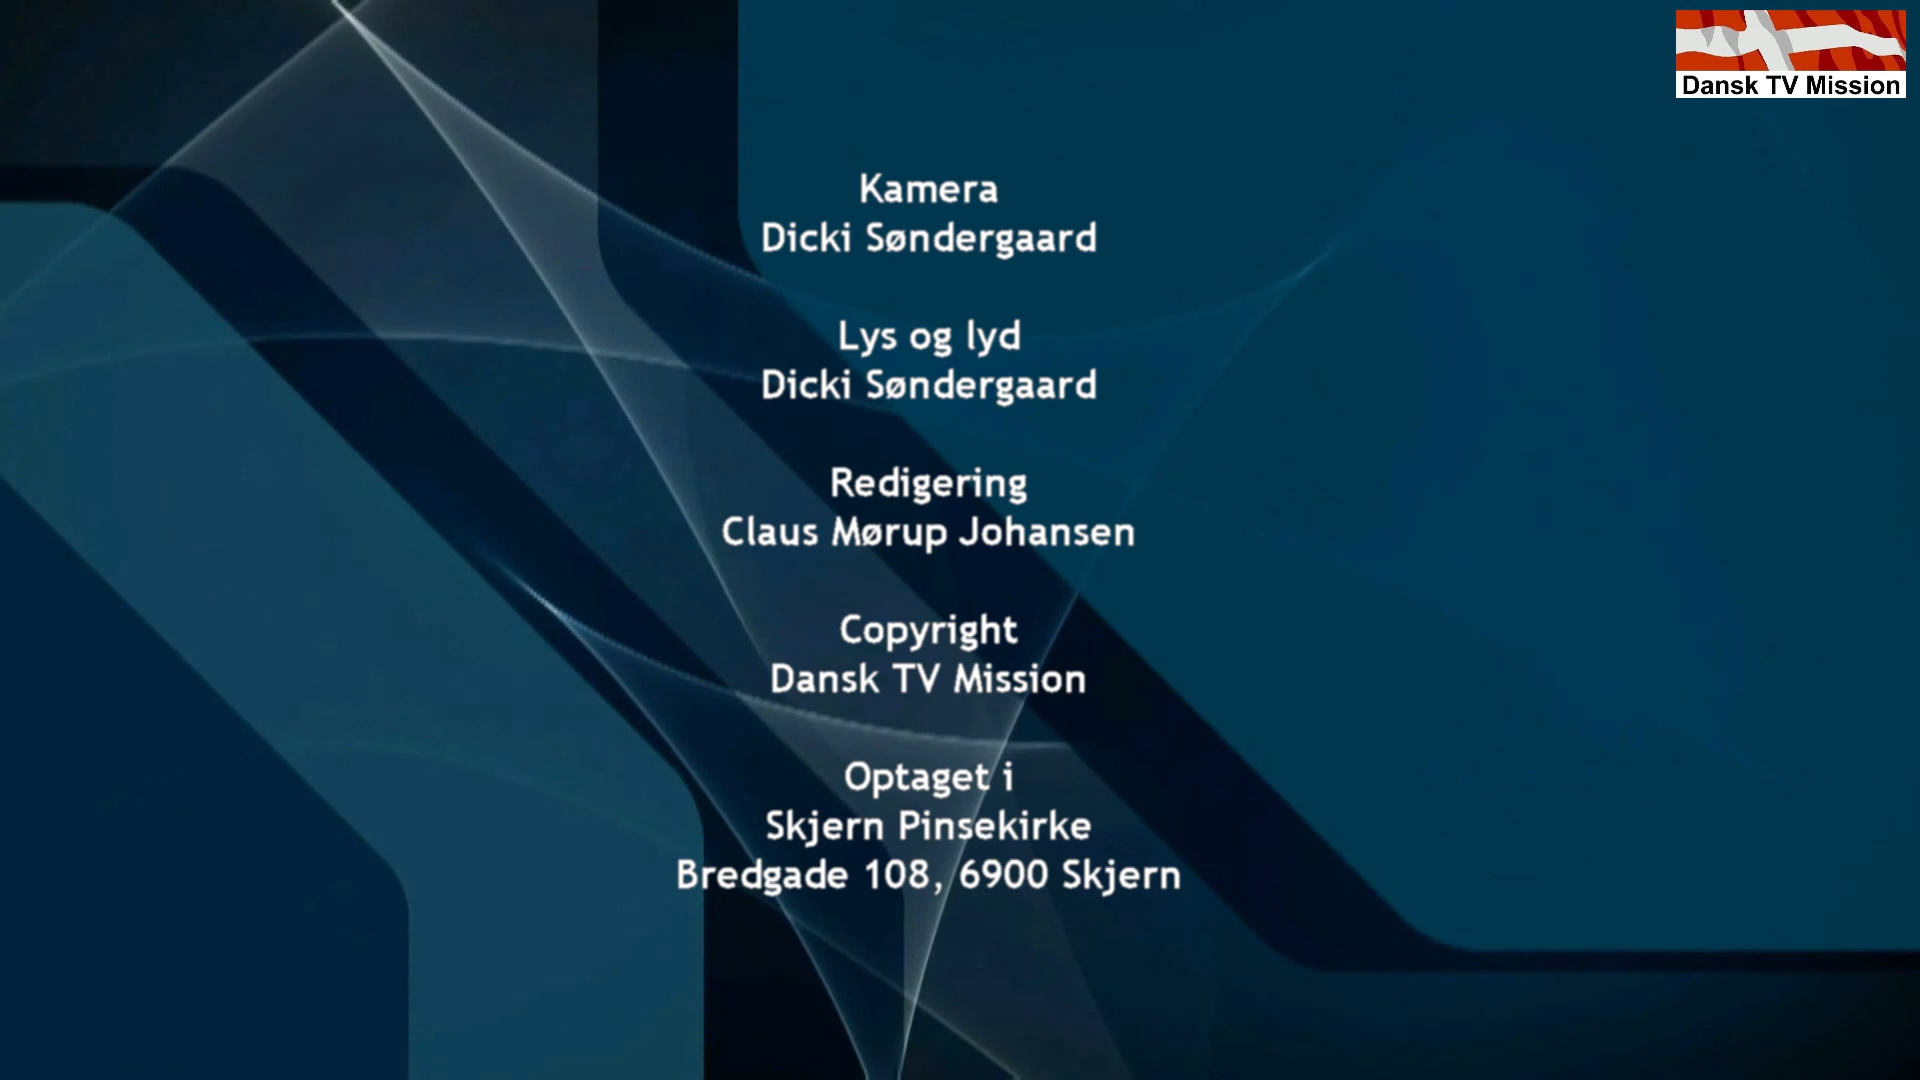 Dansk TV Mission
Kamera
Dicki Søndergaard
Lys og lyd
Dicki Søndergaard
Redigering
Claus Mørup Johansen
Copyright
Dansk TV Mission
Optaget i
Skjern Pinsekirke
Bredgade 108, 6900 Skjern